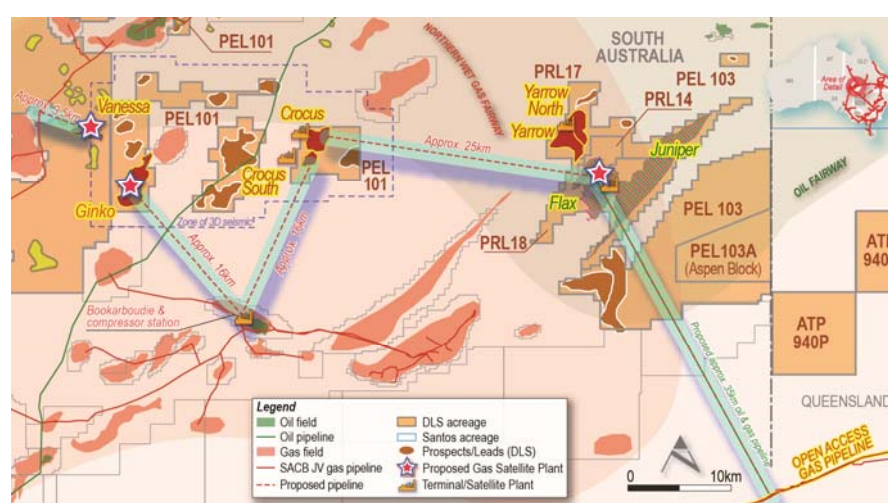 PEL101
SOUTH
AUSTRALIA
PRL17
PEL 103
Yarrow
North
PRL14
Yarrow
NORTHERN WET GAS FAIRWAY
Area of
Detail
Vanessa
PEL101
Crocus
Approx. 25km
Juniper
OIL FAIRWAY
Crocus
South
PEL
101
Ginko
Zone of 3D seismic
Flax
PEL 103
PRL18
PEL103A
(Aspen Block)
Approx. 16km
Bookarboudie &
compressor station
ATP
940P
Proposed approx. 35km oil & gas
pipeline
QUEENSLAND
OPEN ACCESS
GAS PIPELINE
Legend
Oil field
Oil pipeline
Gas field
SACB JV gas pipeline
Proposed pipeline
DLS acreage
Santos acreage
Prospects/Leads (DLS)
Proposed Gas Satellite Plant
Terminal/Satellite Plant
0
10km